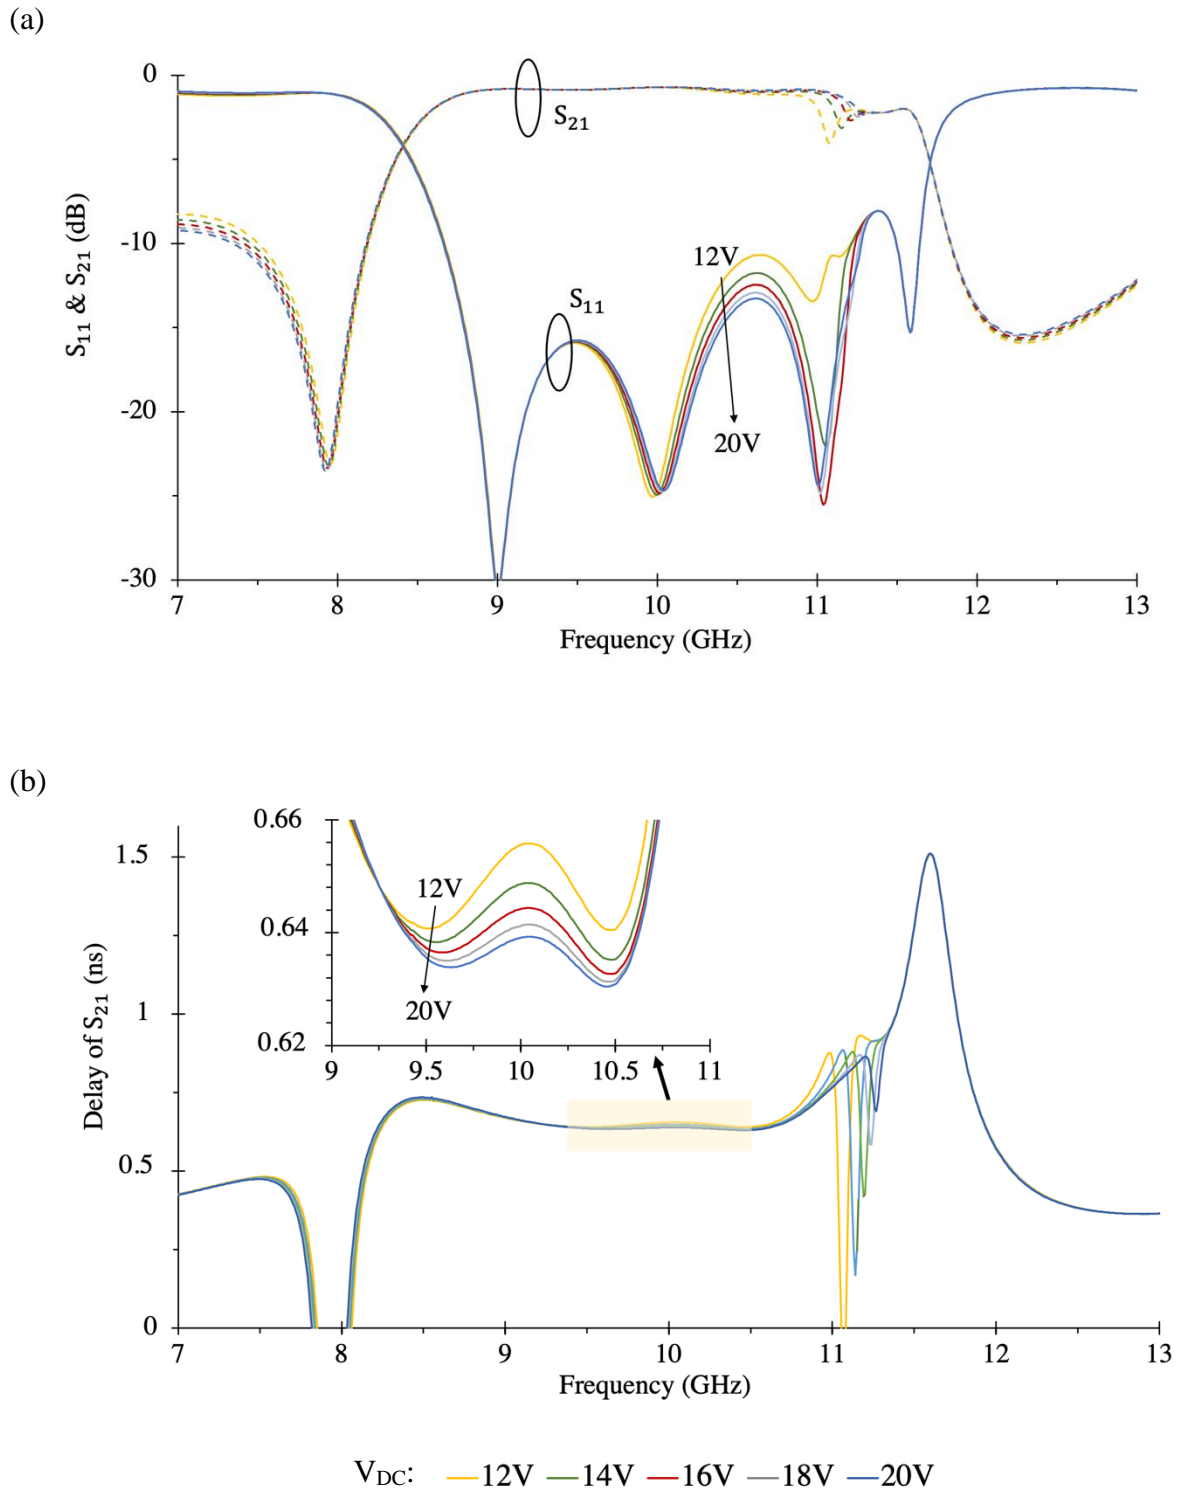 (a)
0
-10
-20
-30
S₁₁ & S₂₁ (dB)
S₂₁
S₁₁
12V
20V
7 8 9 10 11 12 13
Frequency (GHz)
(b)
1.5
1
0.5
0
Delay of S₂₁ (ns)
0.66
0.64
0.62
12V
20V
9 9.5 10 10.5 11
7 8 9 10 11 12 13
Frequency (GHz)
V_DC: 12V 14V 16V 18V 20V